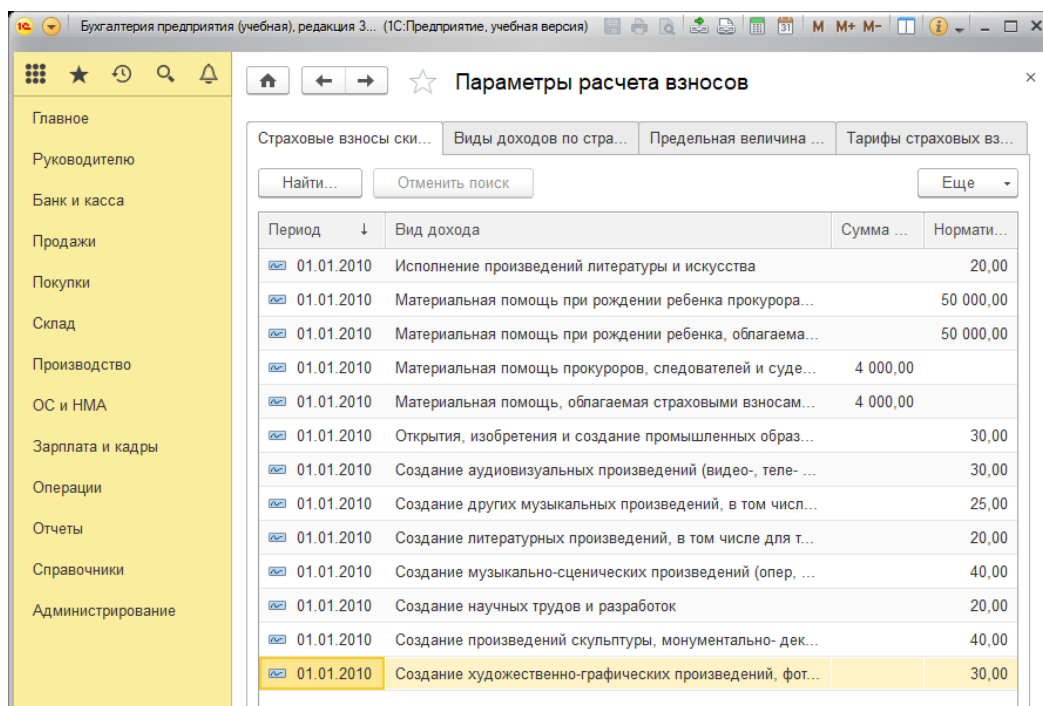 1С Бухгалтерия предприятия (учебная), редакция 3... (1С:Предприятие, учебная версия) 31 M M+ M-
Параметры расчета взносов
Главное
Руководителю
Банк и касса
Продажи
Покупки
Склад
Производство
ОС и НМА
Зарплата и кадры
Операции
Отчеты
Справочники
Администрирование
Страховые взносы ски... Виды доходов по стра... Предельная величина ... Тарифы страховых вз...
Найти... Отменить поиск Еще
Период ↓ Вид дохода Сумма ... Нормати...
01.01.2010 Исполнение произведений литературы и искусства 20,00
01.01.2010 Материальная помощь при рождении ребенка прокурора... 50 000,00
01.01.2010 Материальная помощь при рождении ребенка, облагаема... 50 000,00
01.01.2010 Материальная помощь прокуроров, следователей и суде... 4 000,00
01.01.2010 Материальная помощь, облагаемая страховыми взносам... 4 000,00
01.01.2010 Открытия, изобретения и создание промышленных образ... 30,00
01.01.2010 Создание аудиовизуальных произведений (видео-, теле- ... 30,00
01.01.2010 Создание других музыкальных произведений, в том числ... 25,00
01.01.2010 Создание литературных произведений, в том числе для т... 20,00
01.01.2010 Создание музыкально-сценических произведений (опер, ... 40,00
01.01.2010 Создание научных трудов и разработок 20,00
01.01.2010 Создание произведений скульптуры, монументально- дек... 40,00
01.01.2010 Создание художественно-графических произведений, фот... 30,00